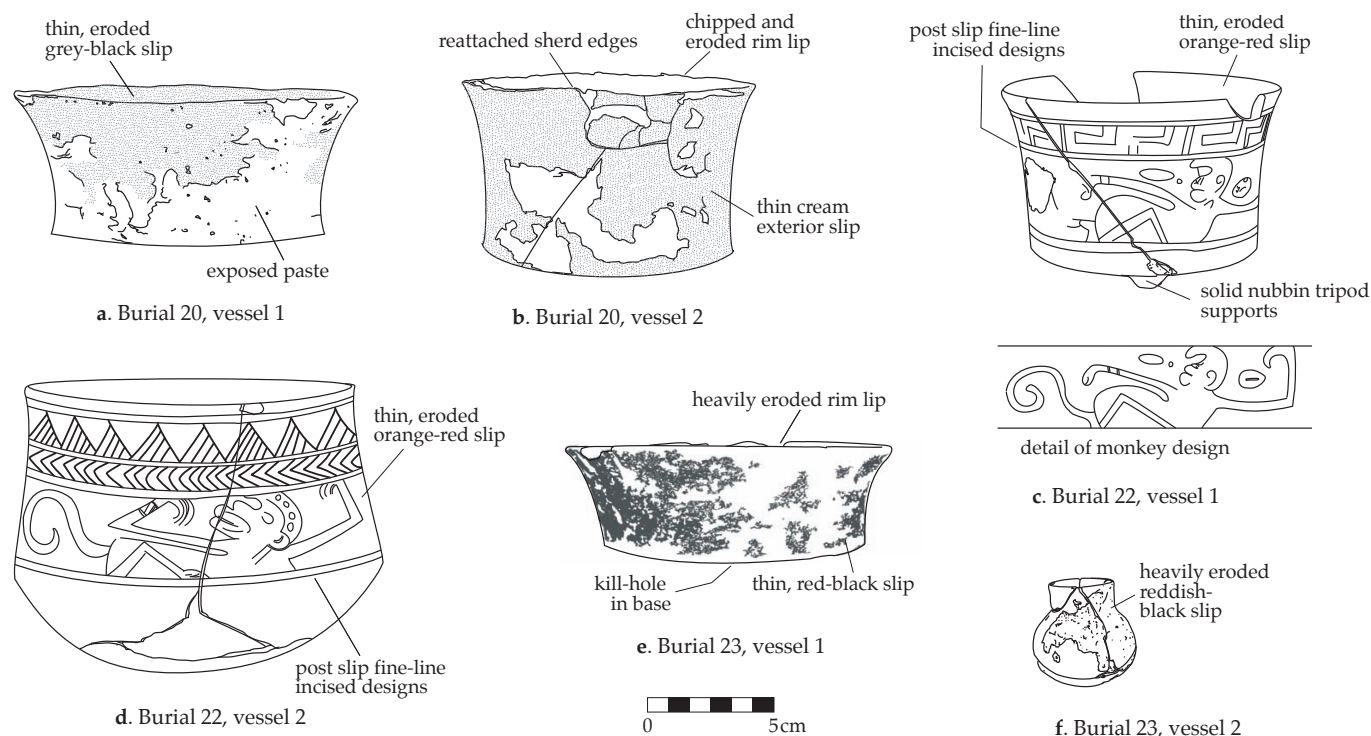 thin, eroded
grey-black slip
exposed paste
a. Burial 20, vessel 1
reattached sherd edges
chipped and
eroded rim lip
thin cream
exterior slip
b. Burial 20, vessel 2
post slip fine-line
incised designs
thin, eroded
orange-red slip
solid nubbin tripod
supports
detail of monkey design
c. Burial 22, vessel 1
thin, eroded
orange-red slip
post slip fine-line
incised designs
d. Burial 22, vessel 2
heavily eroded rim lip
kill-hole
in base
thin, red-black slip
e. Burial 23, vessel 1
0 5cm
heavily eroded
reddish-
black slip
f. Burial 23, vessel 2